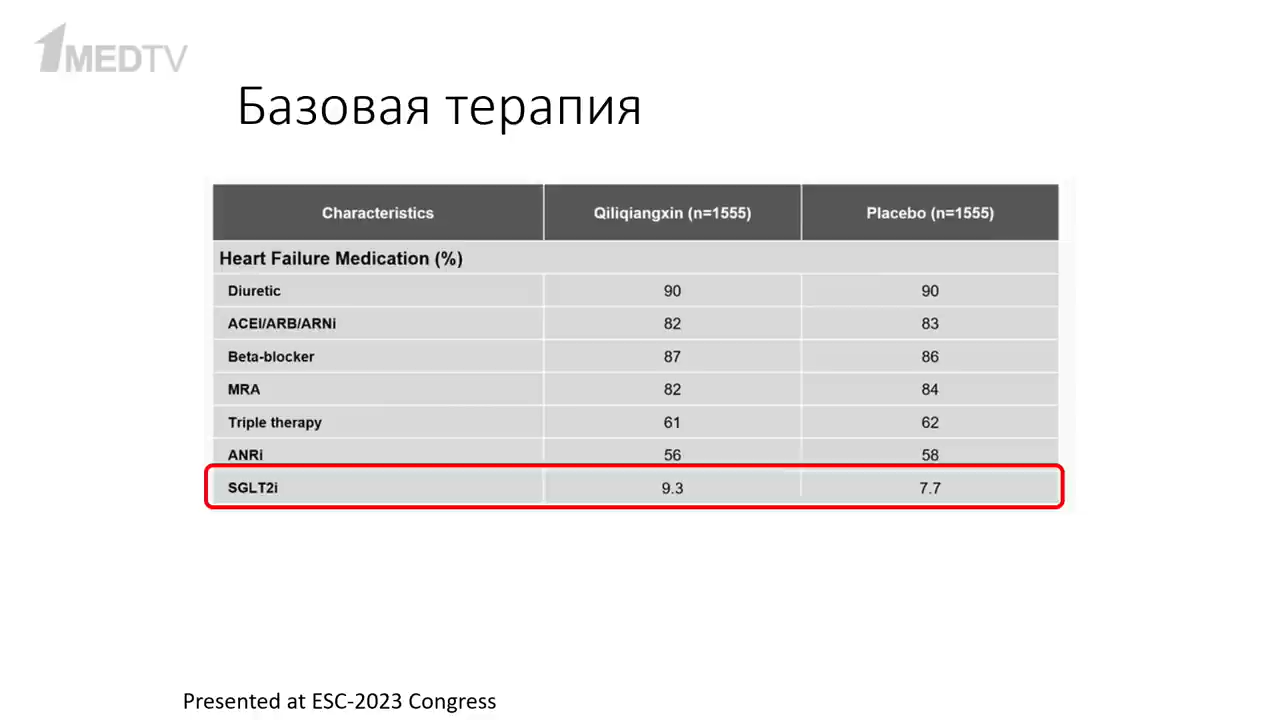 1MEDTV
Базовая терапия
Characteristics Qiliqiangxin (n=1555) Placebo (n=1555)
Heart Failure Medication (%)
Diuretic 90 90
ACEI/ARB/ARNi 82 83
Beta-blocker 87 86
MRA 82 84
Triple therapy 61 62
ANRi 56 58
SGLT2i 9.3 7.7
Presented at ESC-2023 Congress